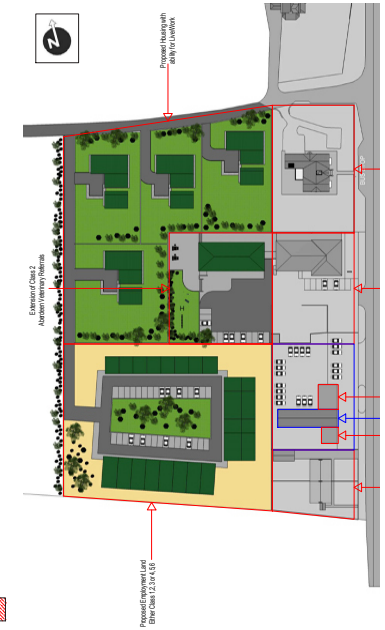 Proposed Housing with
ability for Live/Work
Extension of Class 2
Aberdeen Veterinary Referrals
Proposed Employment Land
Either Class 1,2,3 or 4,5,6
N